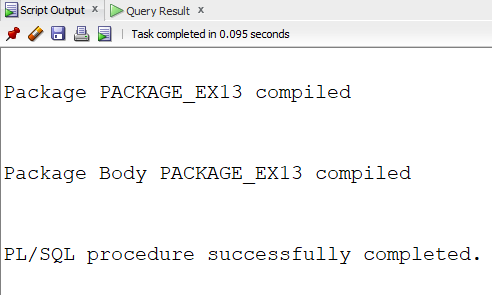 Script Output x Query Result x
Task completed in 0.095 seconds
Package PACKAGE_EX13 compiled
Package Body PACKAGE_EX13 compiled
PL/SQL procedure successfully completed.